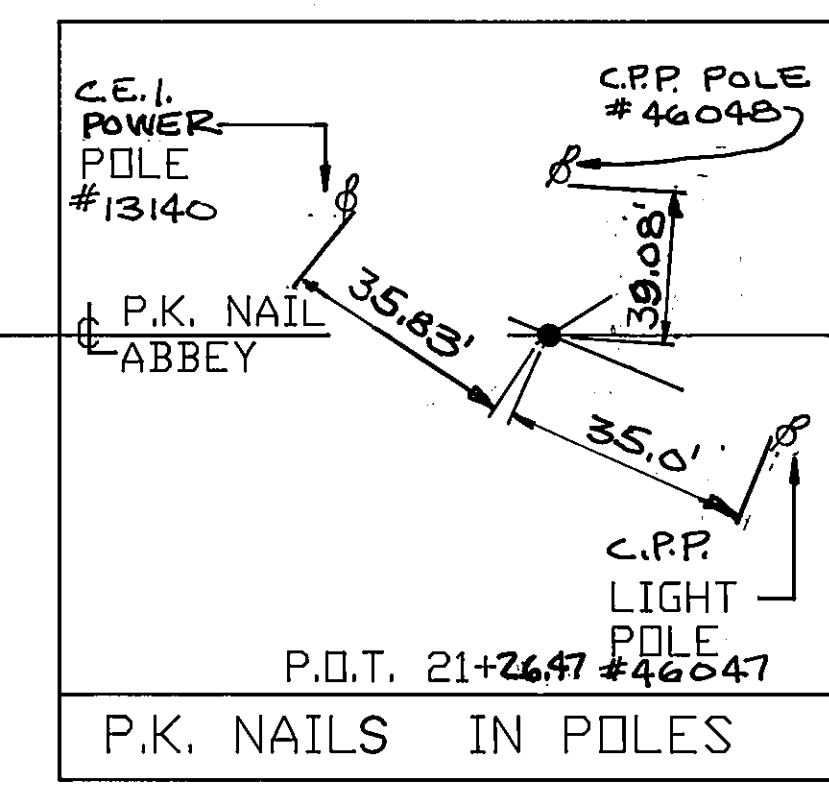 C.E.I.
POWER
POLE
#13140
C.P.P. POLE
#46048
35.83'
39.08'
℄ P.K. NAIL
ABBEY
35.0'
C.P.P.
LIGHT
POLE
#46047
P.O.T. 21+26.47
P.K. NAILS IN POLES